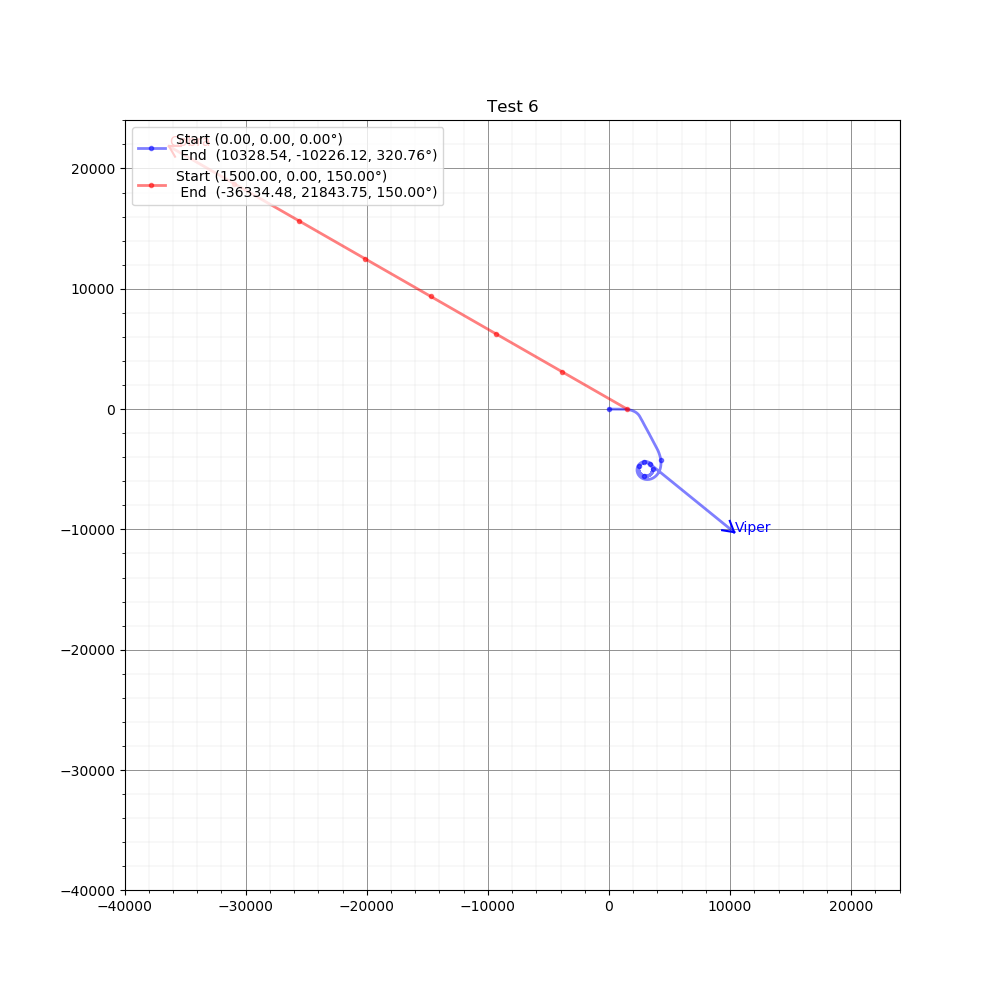 Test 6
Start (0.00, 0.00, 0.00°)
End (10328.54, -10226.12, 320.76°)
Start (1500.00, 0.00, 150.00°)
End (-36334.48, 21843.75, 150.00°)
20000
10000
0
Viper
−10000
−20000
−30000
−40000
−40000 −30000 −20000 −10000 0 10000 20000